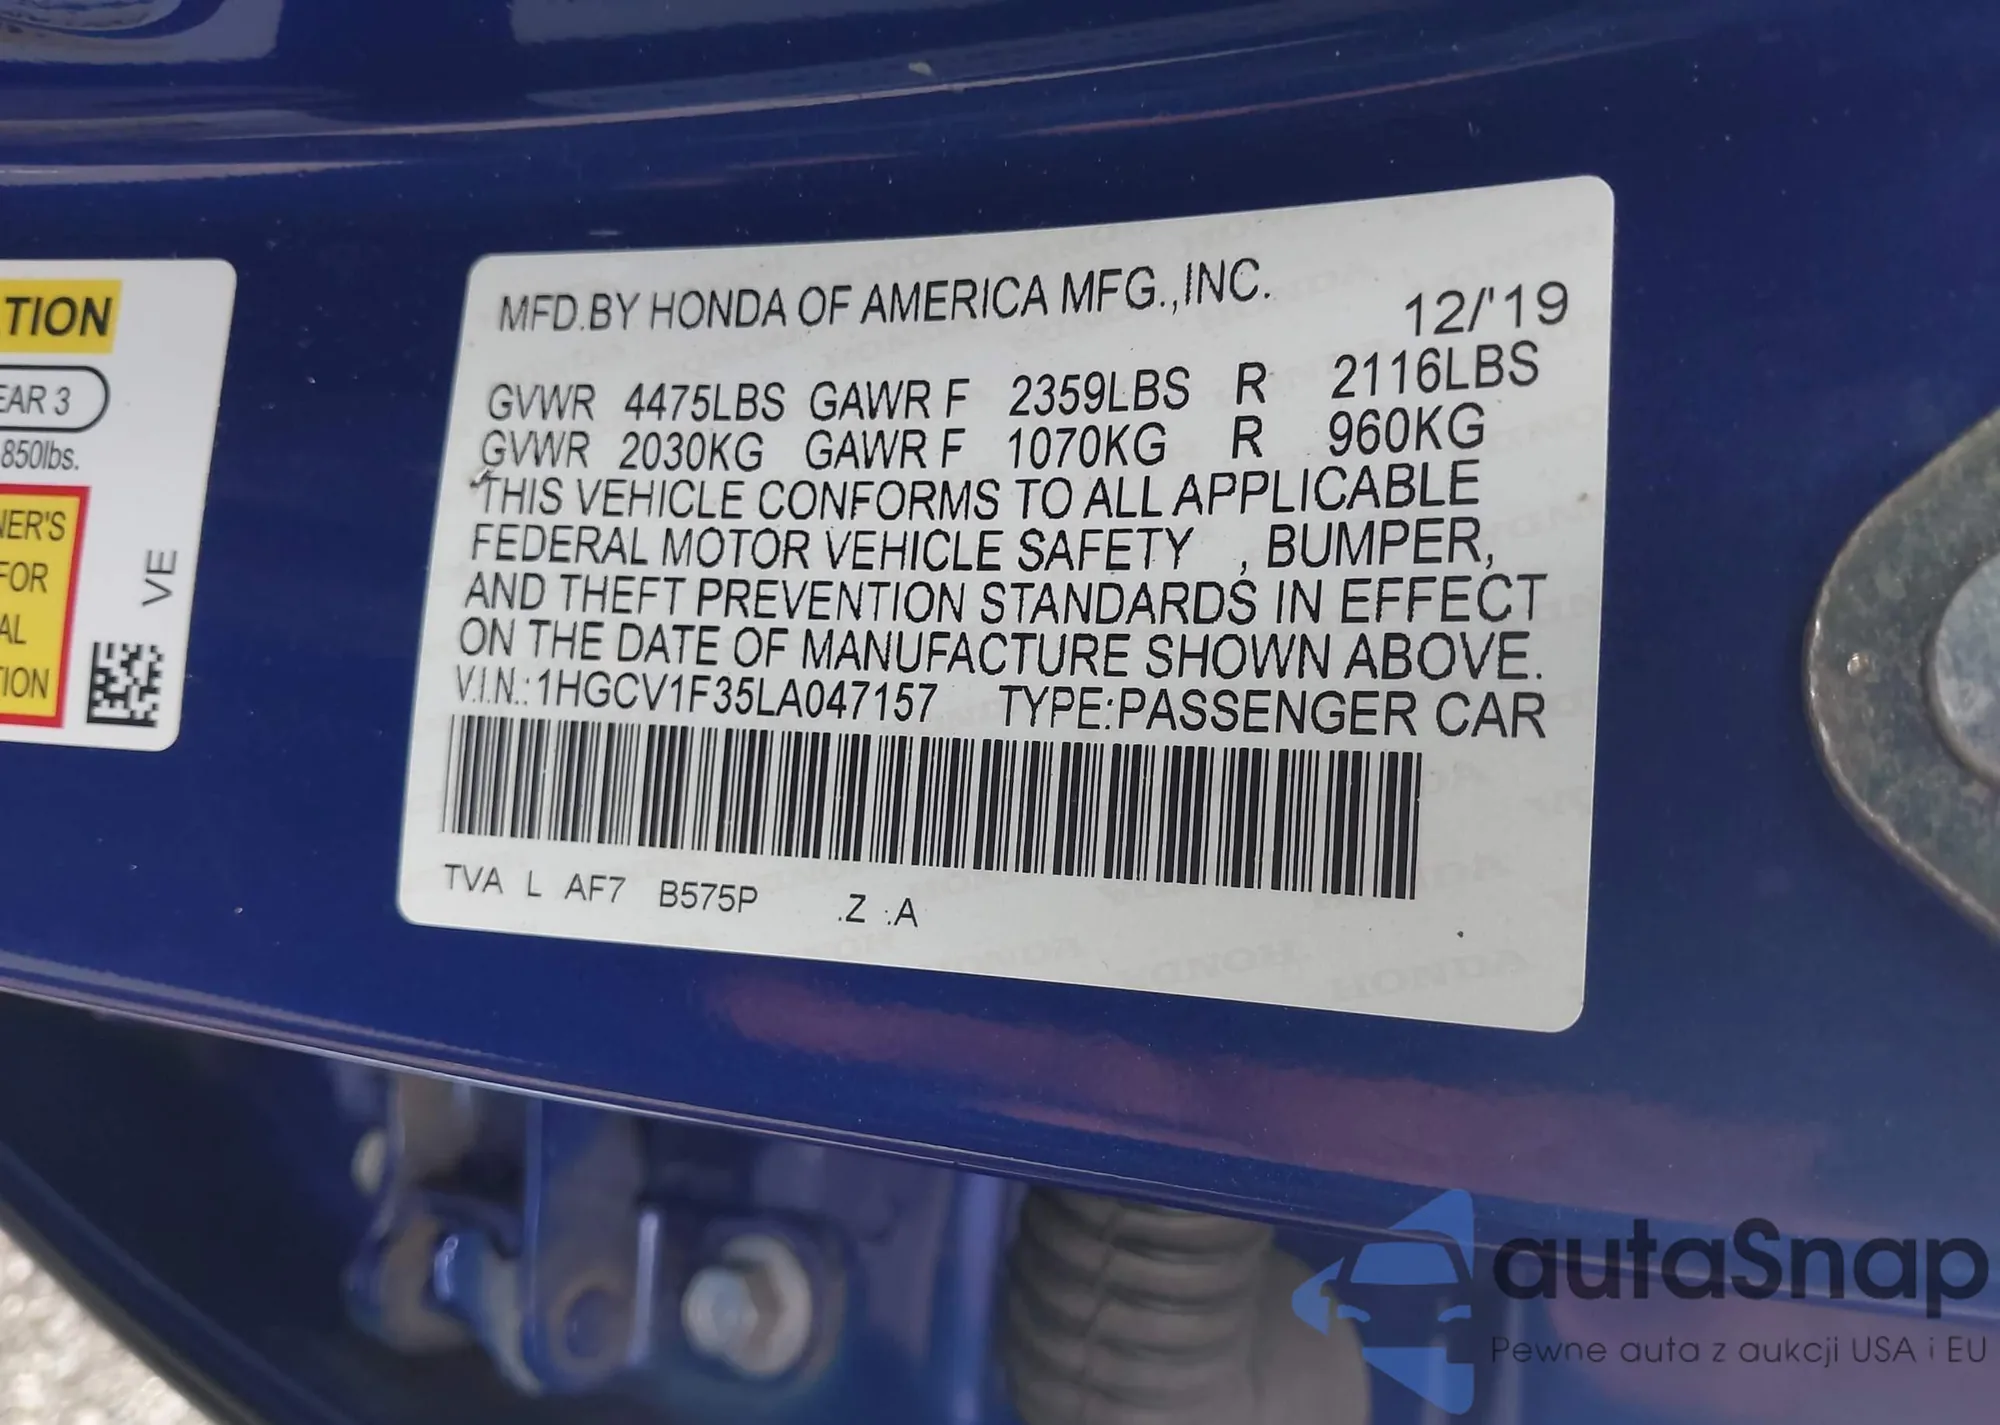 TION
EAR 3
850lbs.
NER'S
FOR
AL
TION
VE
MFD.BY HONDA OF AMERICA MFG.,INC.
12/'19
GVWR 4475LBS GAWR F 2359LBS R 2116LBS
GVWR 2030KG GAWR F 1070KG R 960KG
THIS VEHICLE CONFORMS TO ALL APPLICABLE
FEDERAL MOTOR VEHICLE SAFETY , BUMPER,
AND THEFT PREVENTION STANDARDS IN EFFECT
ON THE DATE OF MANUFACTURE SHOWN ABOVE.
V.I.N.:1HGCV1F35LA047157 TYPE:PASSENGER CAR
TVA L AF7 B575P .Z .A
HONDA
autaSnap
Pewne auta z aukcji USA i EU